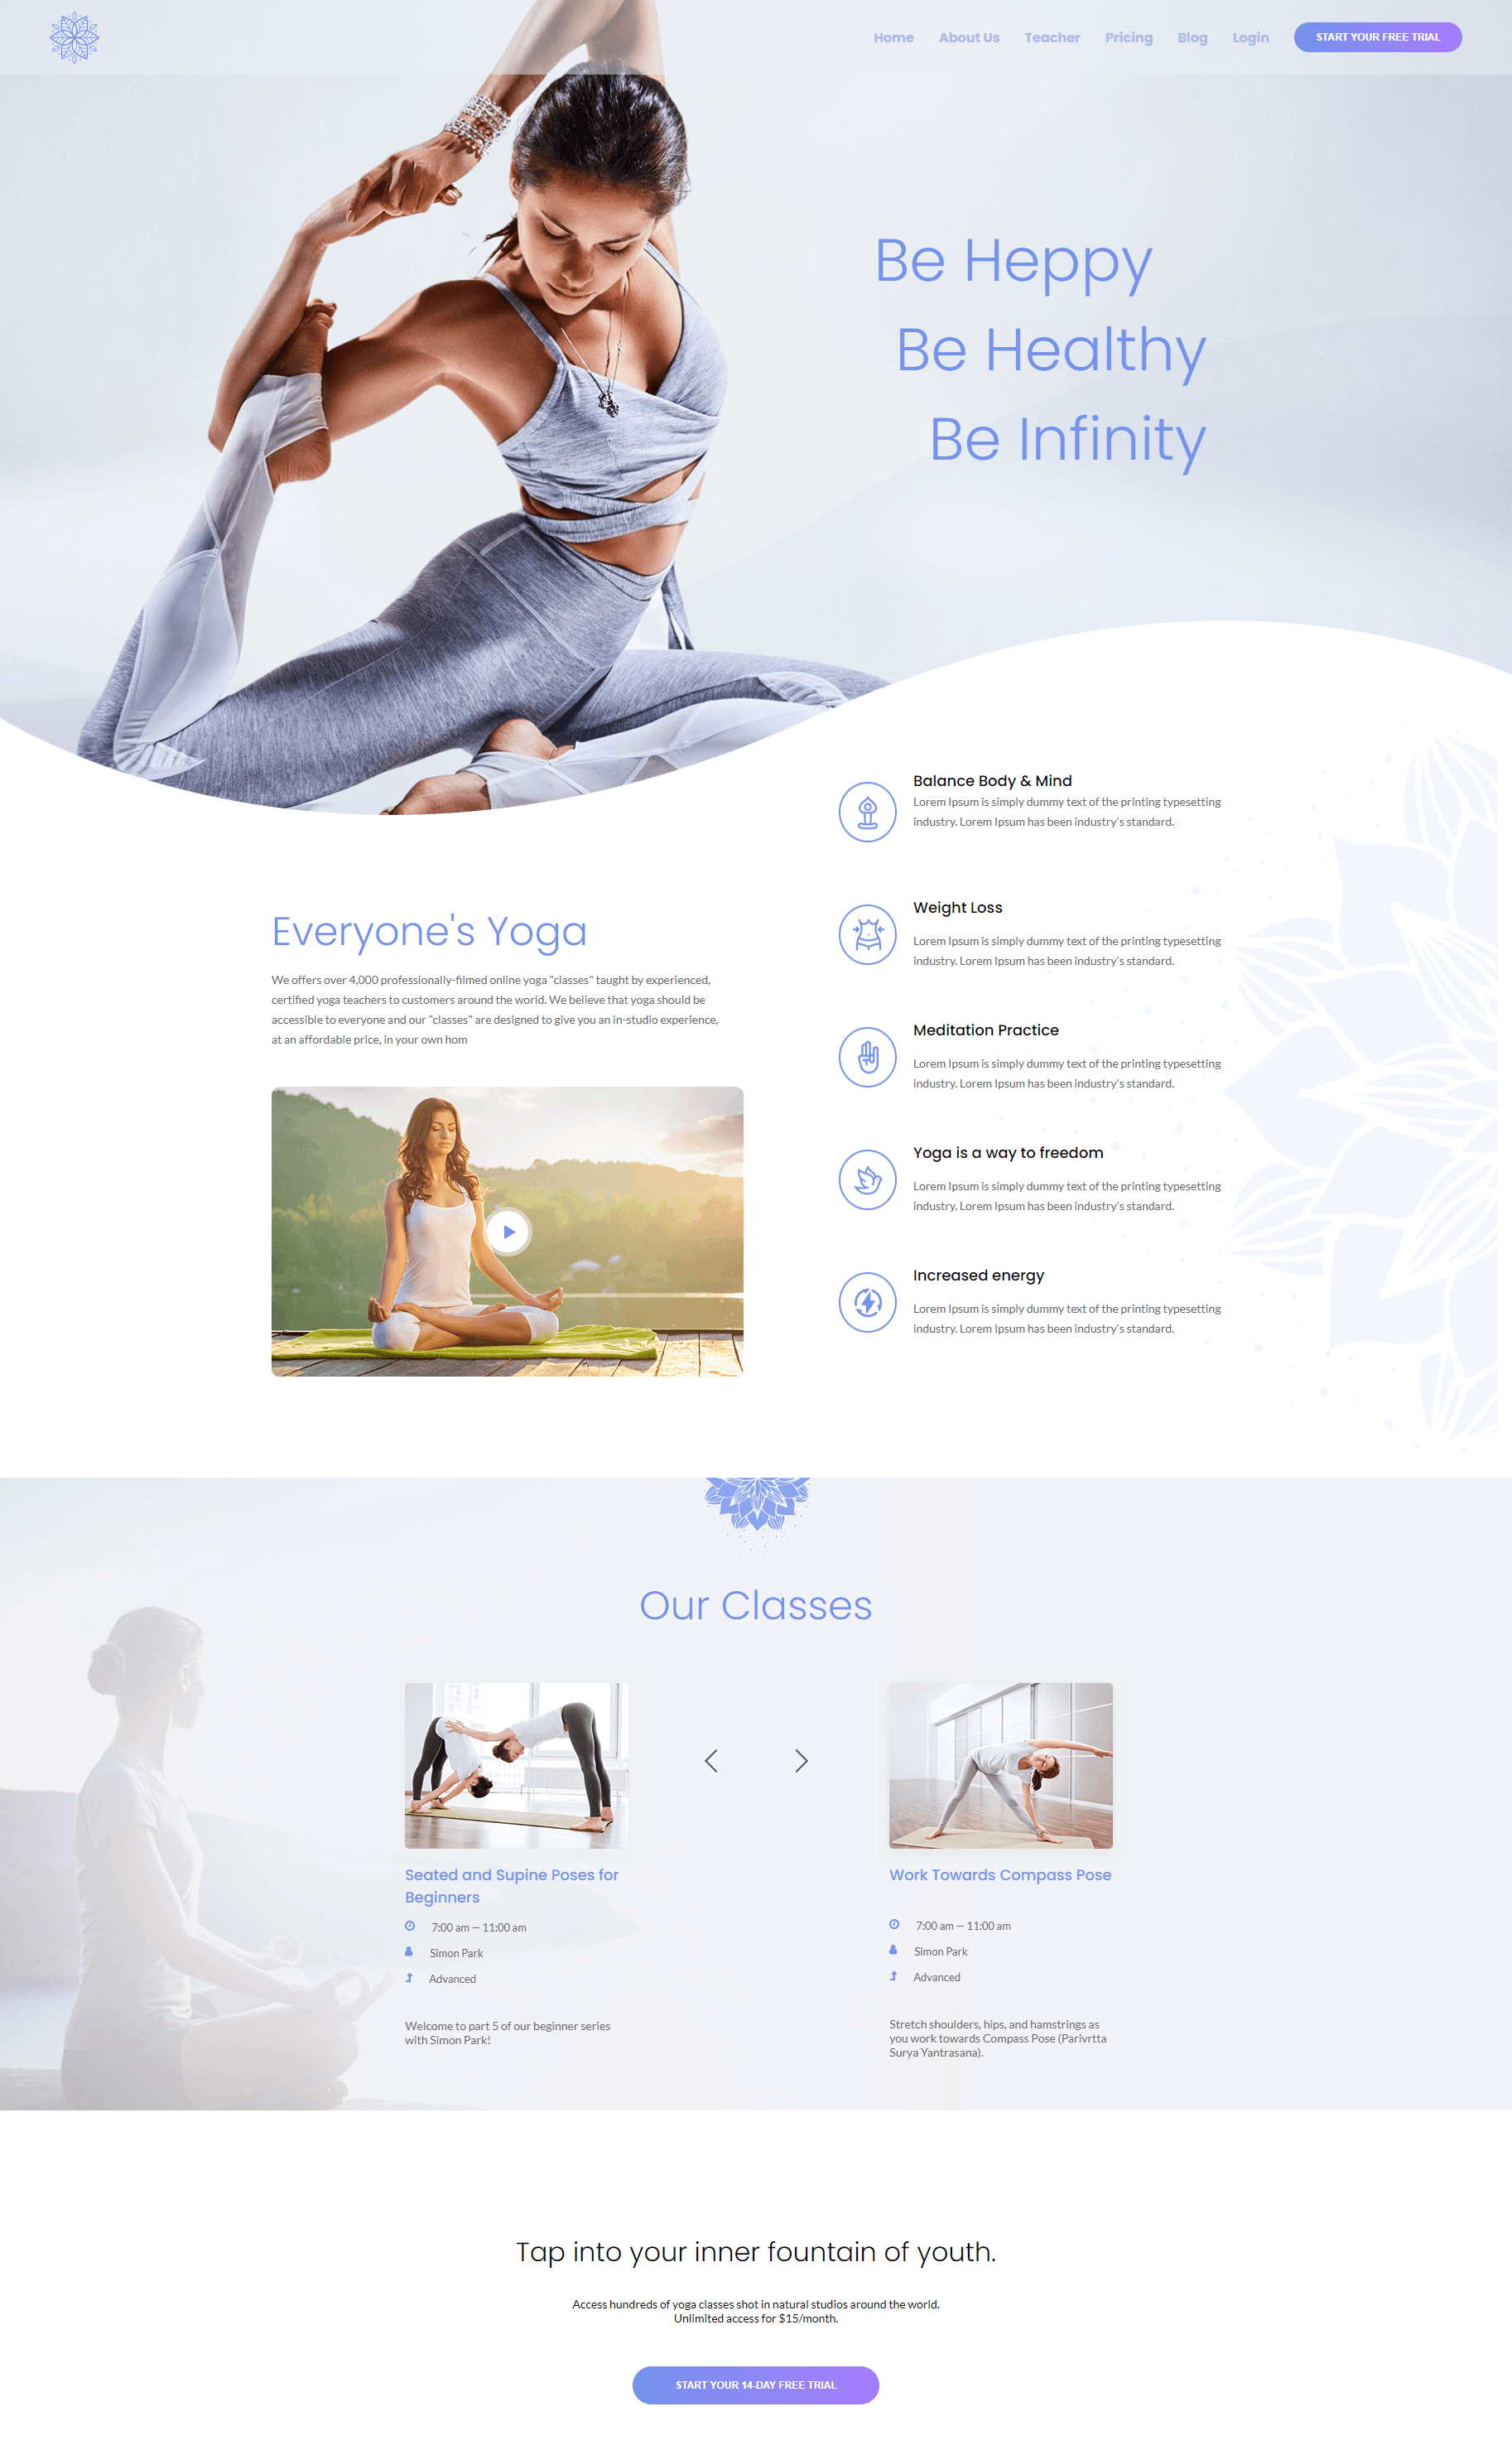 Home About Us Teacher Pricing Blog Login START YOUR FREE TRIAL
Be Heppy
Be Healthy
Be Infinity
Balance Body & Mind
Lorem Ipsum is simply dummy text of the printing typesetting
industry. Lorem Ipsum has been industry's standard.
Everyone's Yoga
We offers over 4,000 professionally-filmed online yoga "classes" taught by experienced,
certified yoga teachers to customers around the world. We believe that yoga should be
accessible to everyone and our "classes" are designed to give you an in-studio experience,
at an affordable price, in your own hom
Weight Loss
Lorem Ipsum is simply dummy text of the printing typesetting
industry. Lorem Ipsum has been industry's standard.
Meditation Practice
Lorem Ipsum is simply dummy text of the printing typesetting
industry. Lorem Ipsum has been industry's standard.
Yoga is a way to freedom
Lorem Ipsum is simply dummy text of the printing typesetting
industry. Lorem Ipsum has been industry's standard.
Increased energy
Lorem Ipsum is simply dummy text of the printing typesetting
industry. Lorem Ipsum has been industry's standard.
Our Classes
Seated and Supine Poses for
Beginners
7:00 am — 11:00 am
Simon Park
Advanced
Welcome to part 5 of our beginner series
with Simon Park!
Work Towards Compass Pose
7:00 am — 11:00 am
Simon Park
Advanced
Stretch shoulders, hips, and hamstrings as
you work towards Compass Pose (Parivrtta
Surya Yantrasana).
Tap into your inner fountain of youth.
Access hundreds of yoga classes shot in natural studios around the world.
Unlimited access for $15/month.
START YOUR 14-DAY FREE TRIAL